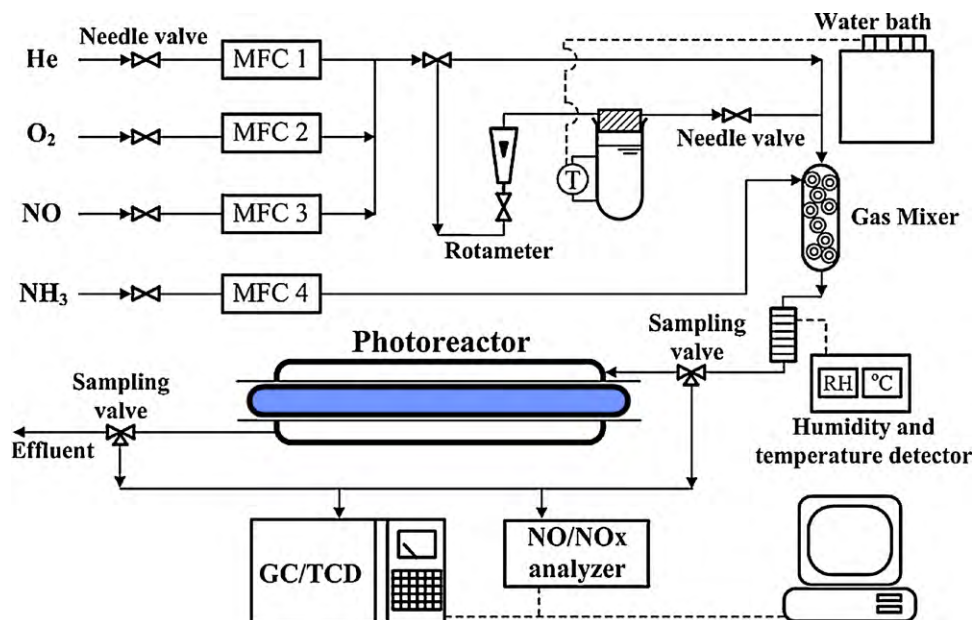 Water bath
Needle valve
He
MFC 1
O2
MFC 2
Needle valve
T
NO
MFC 3
Rotameter
Gas Mixer
NH3
MFC 4
Sampling
valve
Photoreactor
Sampling
valve
RH
°C
Effluent
Humidity and
temperature detector
GC/TCD
NO/NOx
analyzer